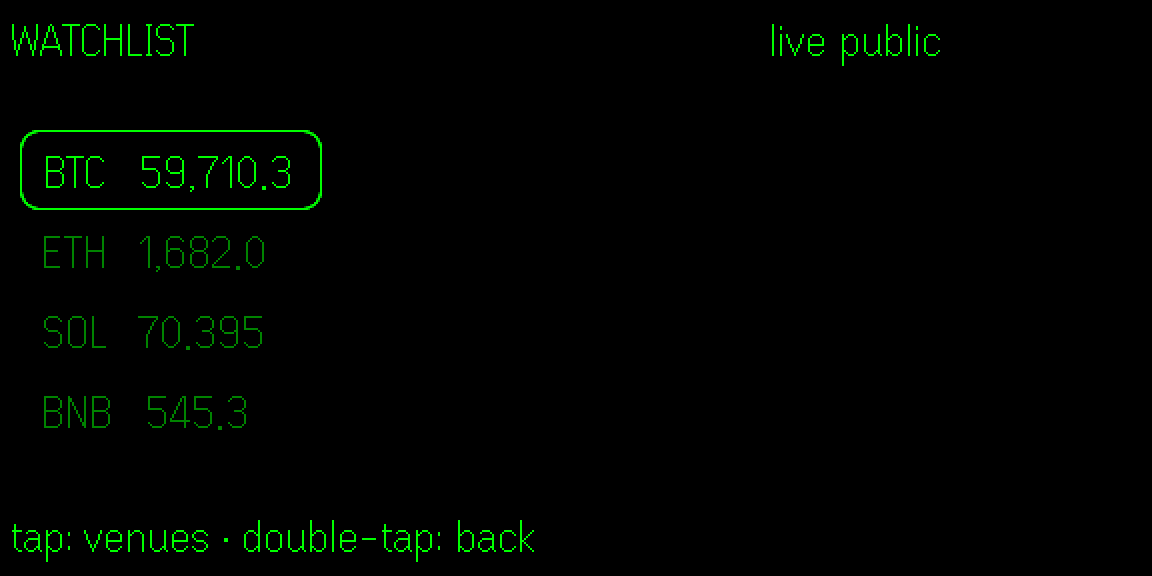 WATCHLIST live public
BTC 59,710.3
ETH 1,682.0
SOL 70.395
BNB 545.3
tap: venues · double-tap: back